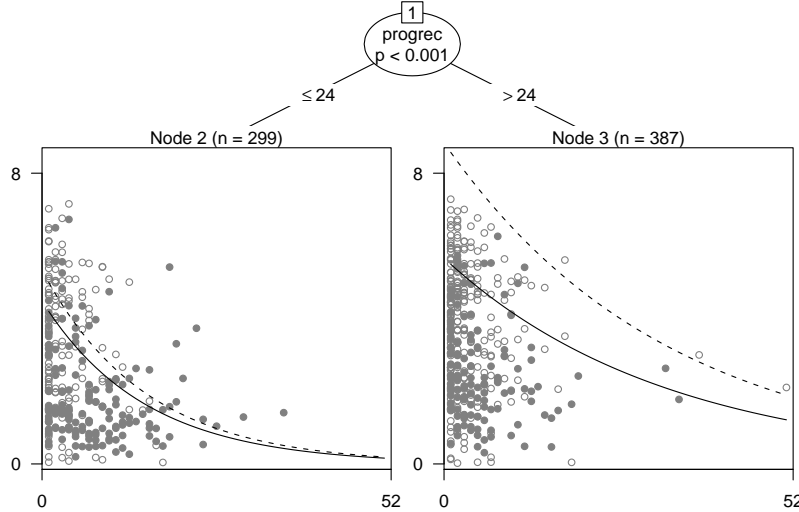 1
progrec
p < 0.001
≤ 24
> 24
Node 2 (n = 299)
Node 3 (n = 387)
8
0
0
52
8
0
0
52